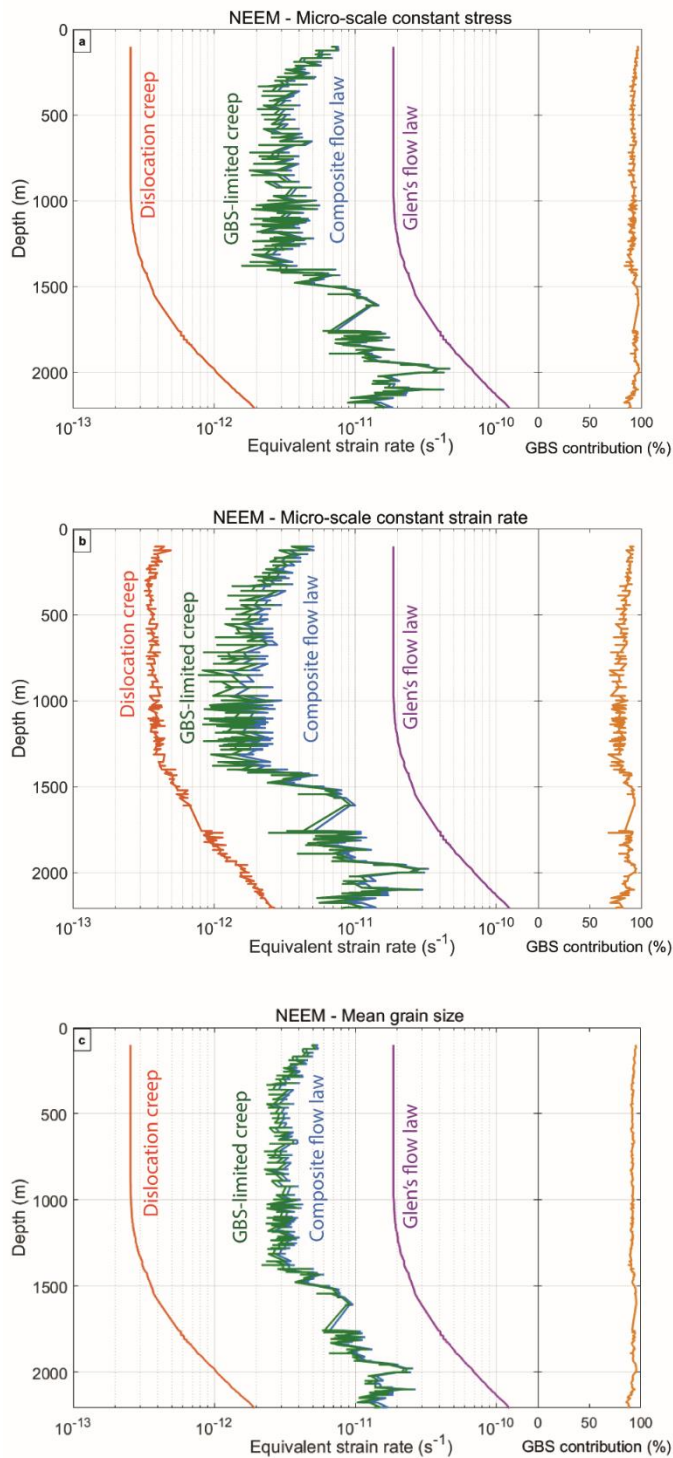 NEEM - Micro-scale constant stress
a
0
500
1000
1500
2000
Depth (m)
Dislocation creep
GBS-limited creep
Composite flow law
Glen's flow law
10-13
10-12
10-11
10-10
0
50
100
Equivalent strain rate (s-1)
GBS contribution (%)
NEEM - Micro-scale constant strain rate
b
0
500
1000
1500
2000
Depth (m)
Dislocation creep
GBS-limited creep
Composite flow law
Glen's flow law
10-13
10-12
10-11
10-10
0
50
100
Equivalent strain rate (s-1)
GBS contribution (%)
NEEM - Mean grain size
c
0
500
1000
1500
2000
Depth (m)
Dislocation creep
GBS-limited creep
Composite flow law
Glen's flow law
10-13
10-12
10-11
10-10
0
50
100
Equivalent strain rate (s-1)
GBS contribution (%)